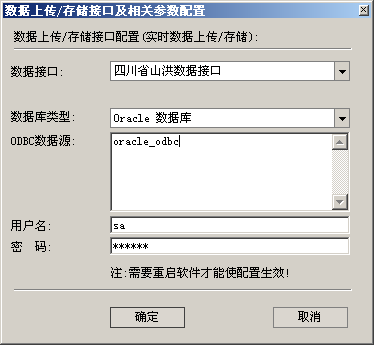 数据上传/存储接口及相关参数配置
数据上传/存储接口配置(实时数据上传/存储):
数据接口: 四川省山洪数据接口
数据库类型: Oracle 数据库
ODBC数据源: oracle_odbc
用户名: sa
密 码: ******
注:需要重启软件才能使配置生效!
确定 取消